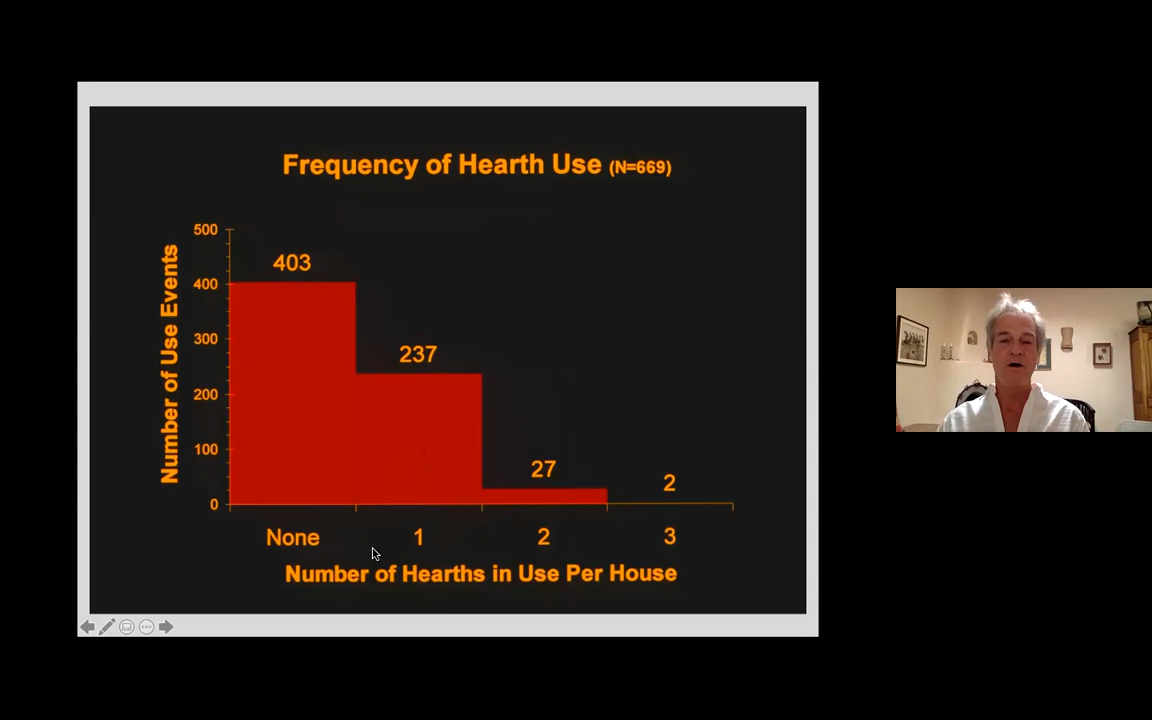 Frequency of Hearth Use (N=669)
Number of Use Events
500
400
300
200
100
0
403
237
27
2
None 1 2 3
Number of Hearths in Use Per House